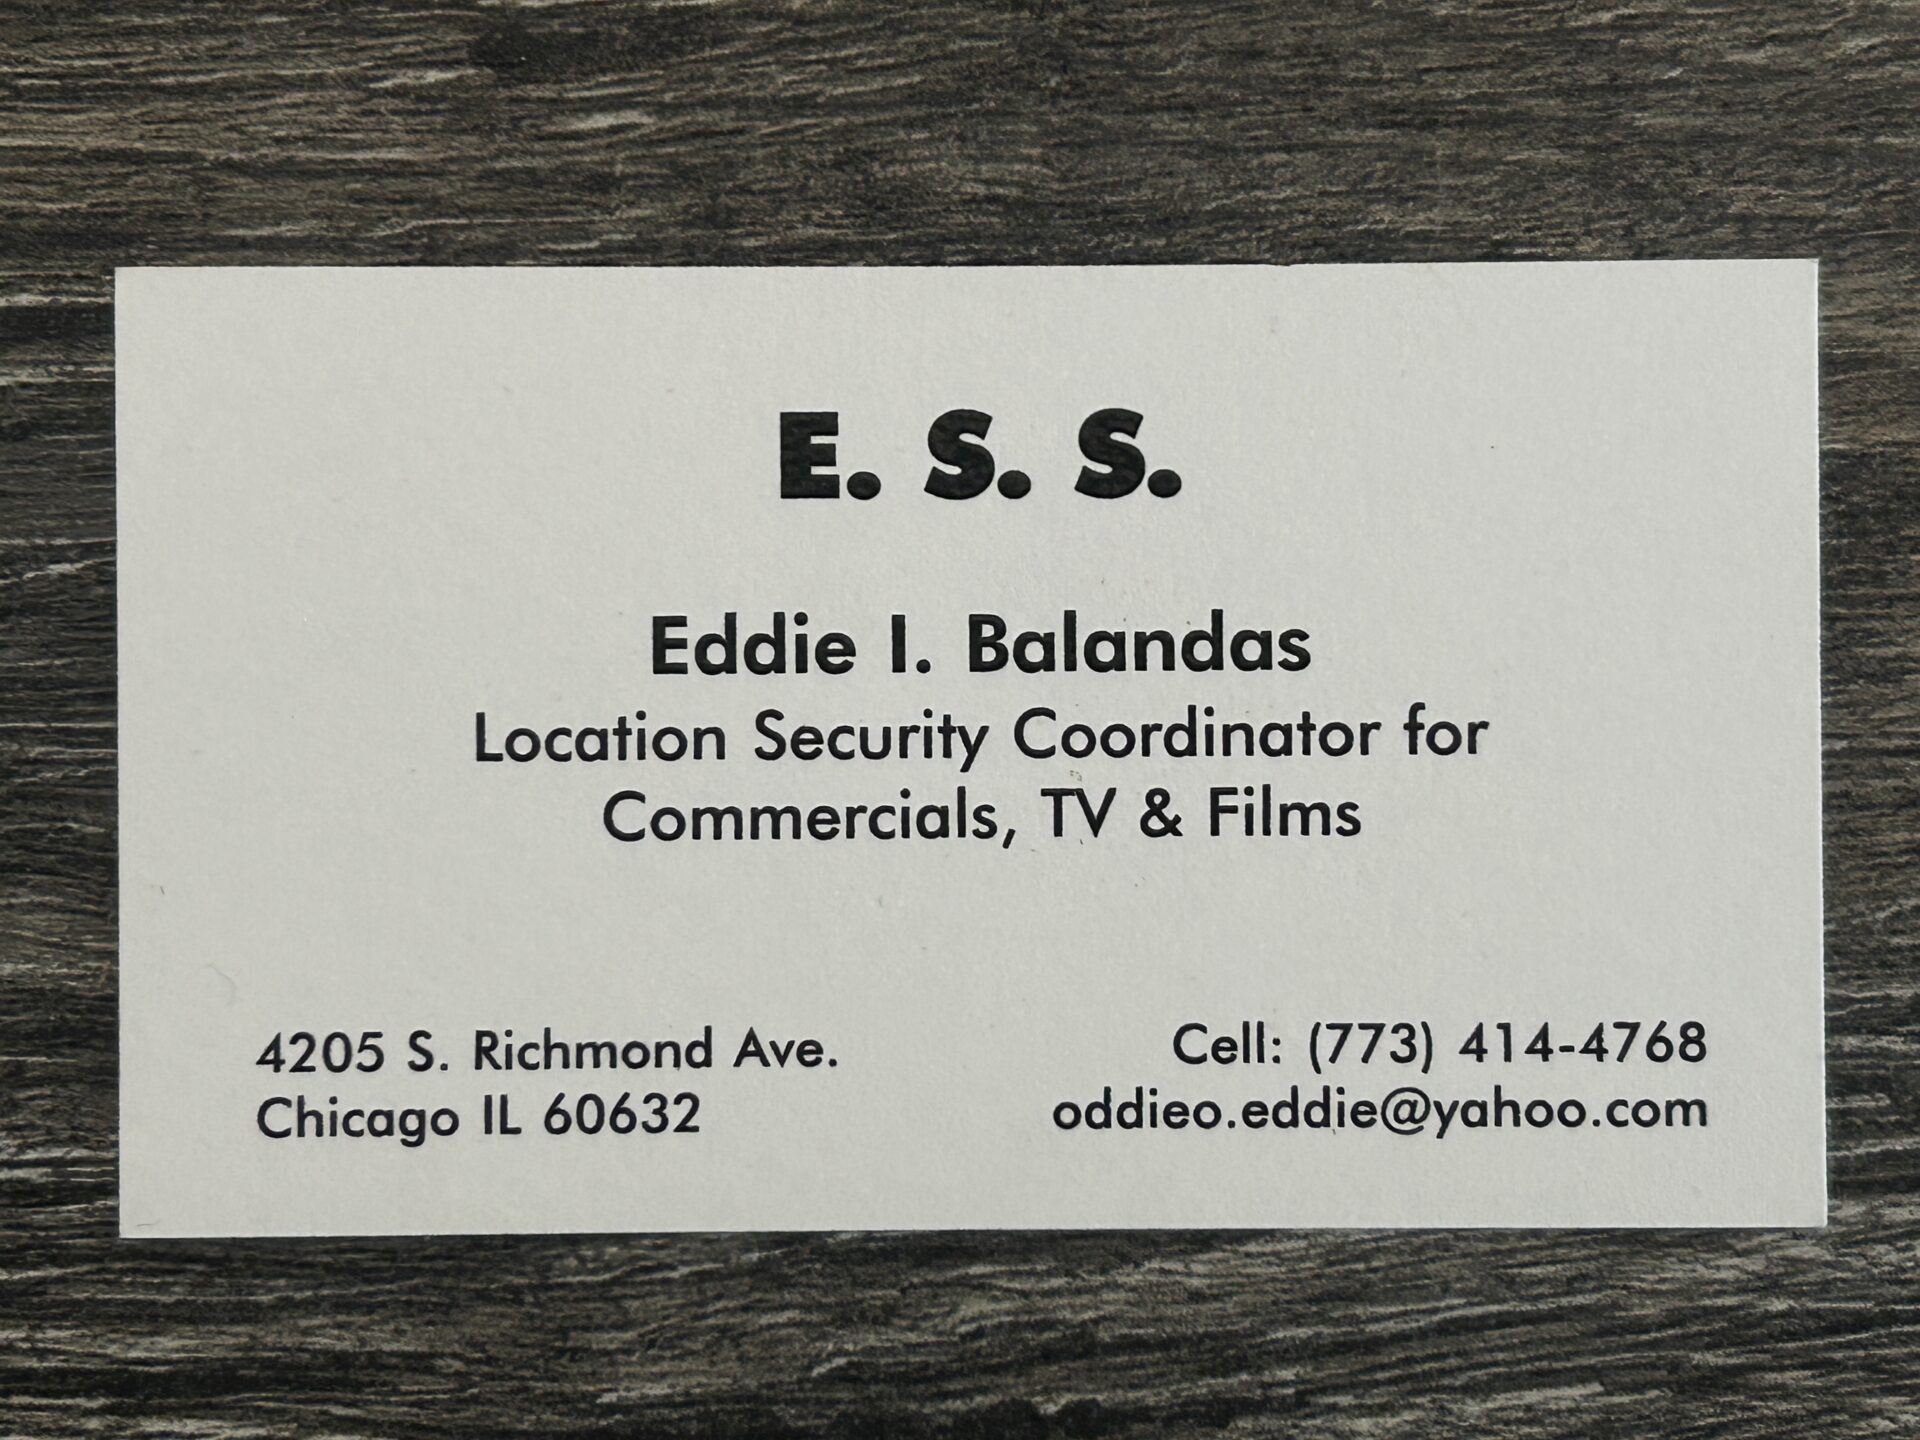 E. S. S.
Eddie I. Balandas
Location Security Coordinator for
Commercials, TV & Films
4205 S. Richmond Ave.
Chicago IL 60632
Cell: (773) 414-4768
oddieo.eddie@yahoo.com